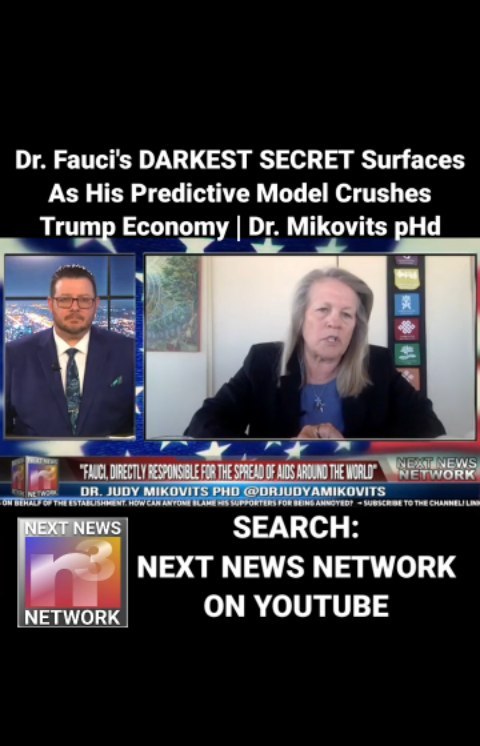 Dr. Fauci's DARKEST SECRET Surfaces
As His Predictive Model Crushes
Trump Economy | Dr. Mikovits pHd
"FAUCI, DIRECTLY RESPONSIBLE FOR THE SPREAD OF AIDS AROUND THE WORLD"
NEXT NEWS
NETWORK
NEXT NEWS
NETWORK
DR. JUDY MIKOVITS PHD @DRJUDYAMIKOVITS
ON BEHALF OF THE ESTABLISHMENT. HOW CAN ANYONE BLAME HIS SUPPORTERS FOR BEING ANNOYED? ~ SUBSCRIBE TO THE CHANNEL! LIN
NEXT NEWS
n3
NETWORK
SEARCH:
NEXT NEWS NETWORK
ON YOUTUBE